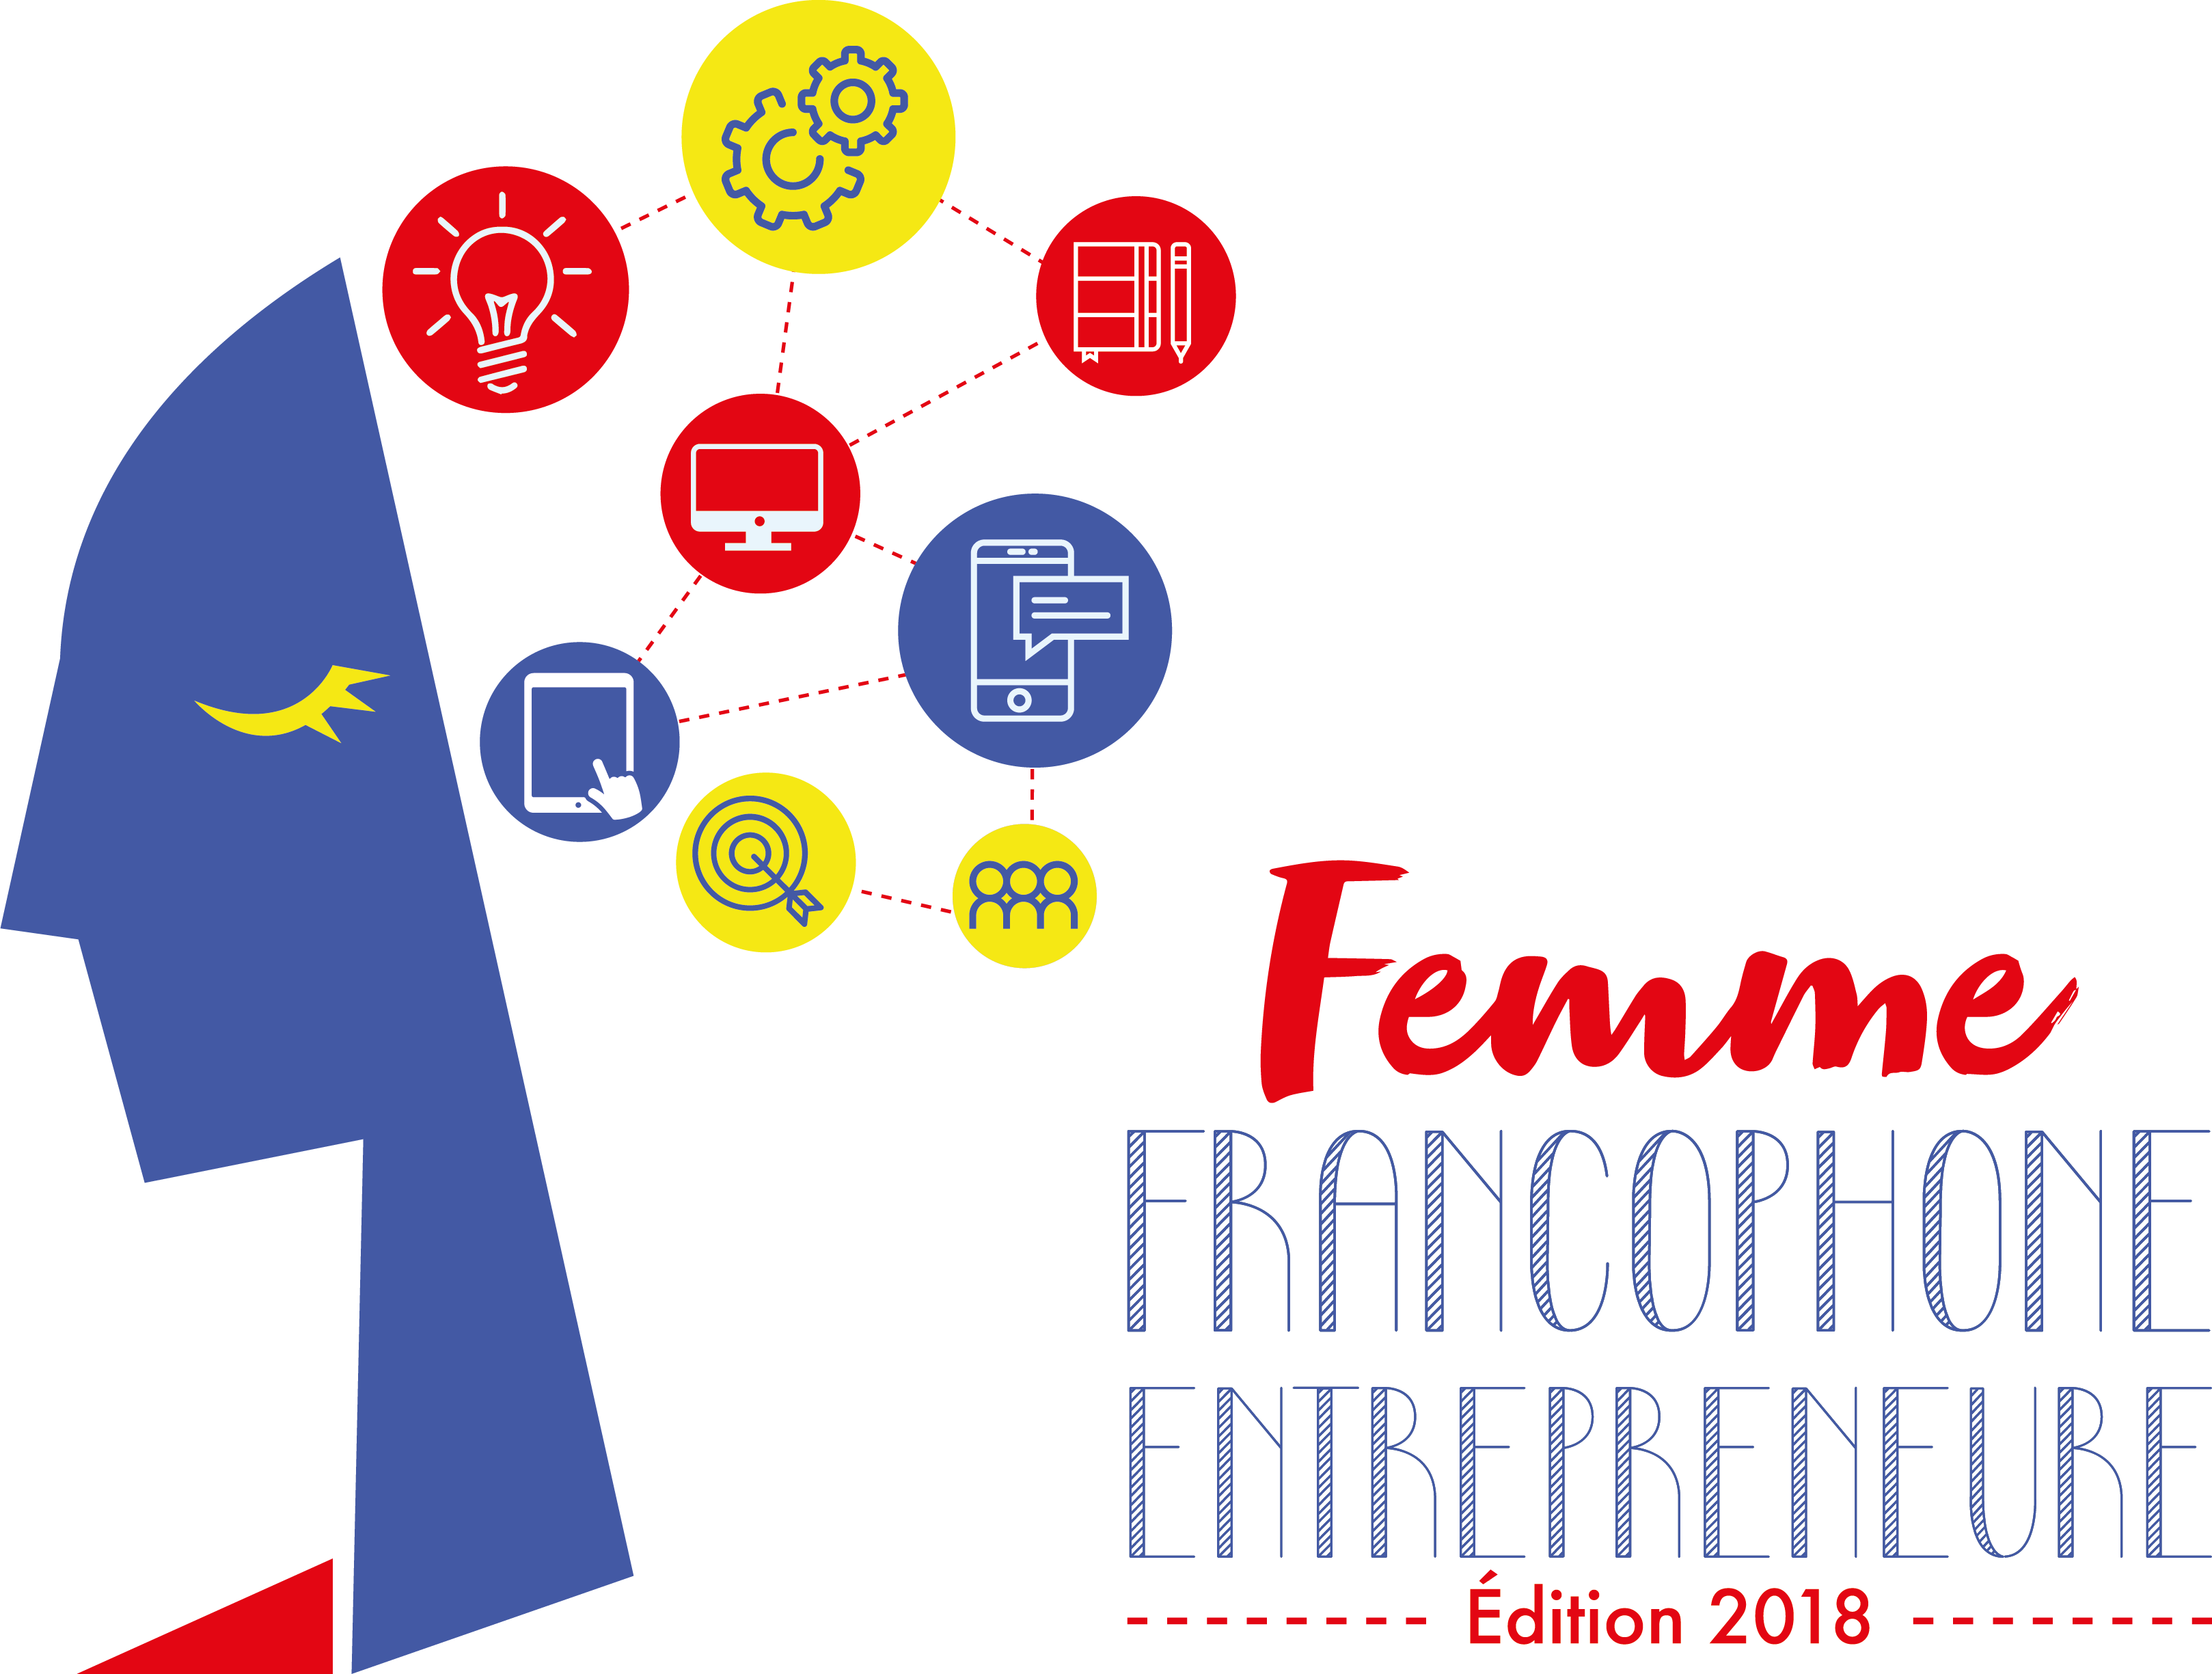 Femme
FRANCOPHONE
ENTREPRENEURE
Édition 2018